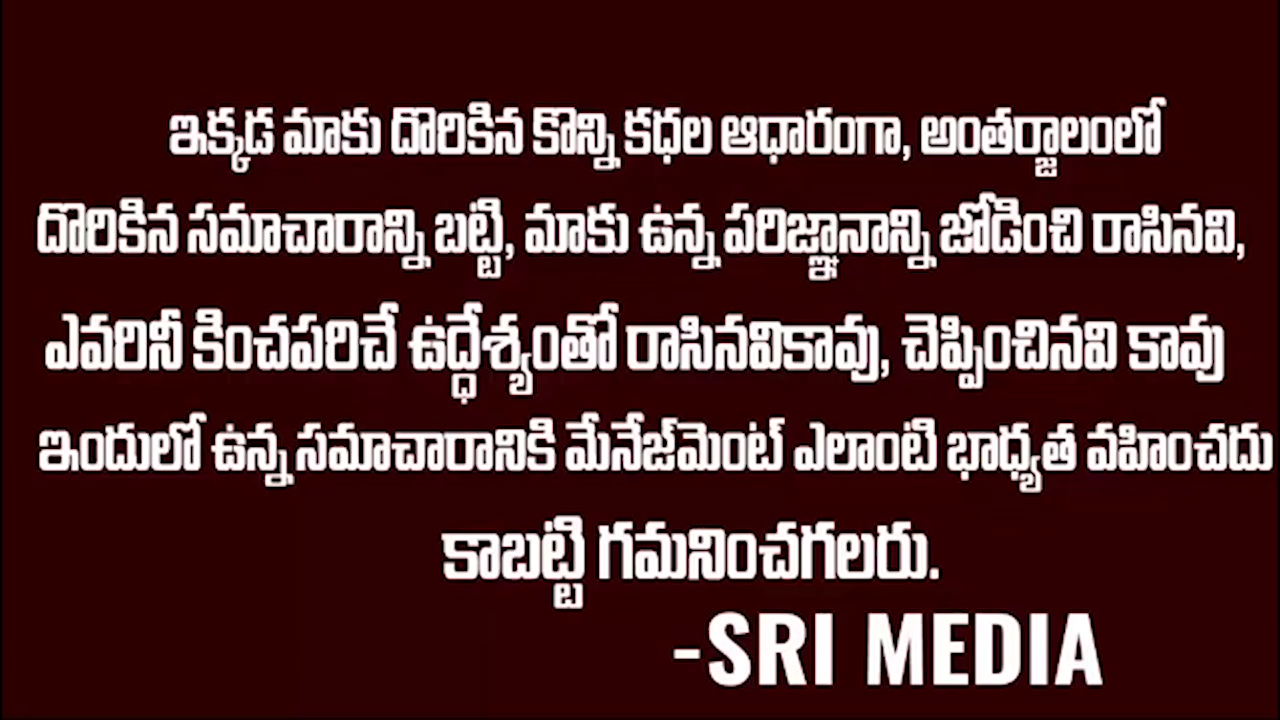 ఇక్కడ మాకు దొరికిన కొన్ని కధల ఆధారంగా, అంతర్జాలంలో
దొరికిన సమాచారాన్ని బట్టి, మాకు ఉన్న పరిజ్ఞానాన్ని జోడించి రాసినవి,
ఎవరినీ కించపరిచే ఉద్ధేశ్యంతో రాసినవికావు, చెప్పించినవి కావు
ఇందులో ఉన్న సమాచారానికి మేనేజ్‌మెంట్ ఎలాంటి భాధ్యత వహించదు
కాబట్టి గమనించగలరు.
-SRI MEDIA